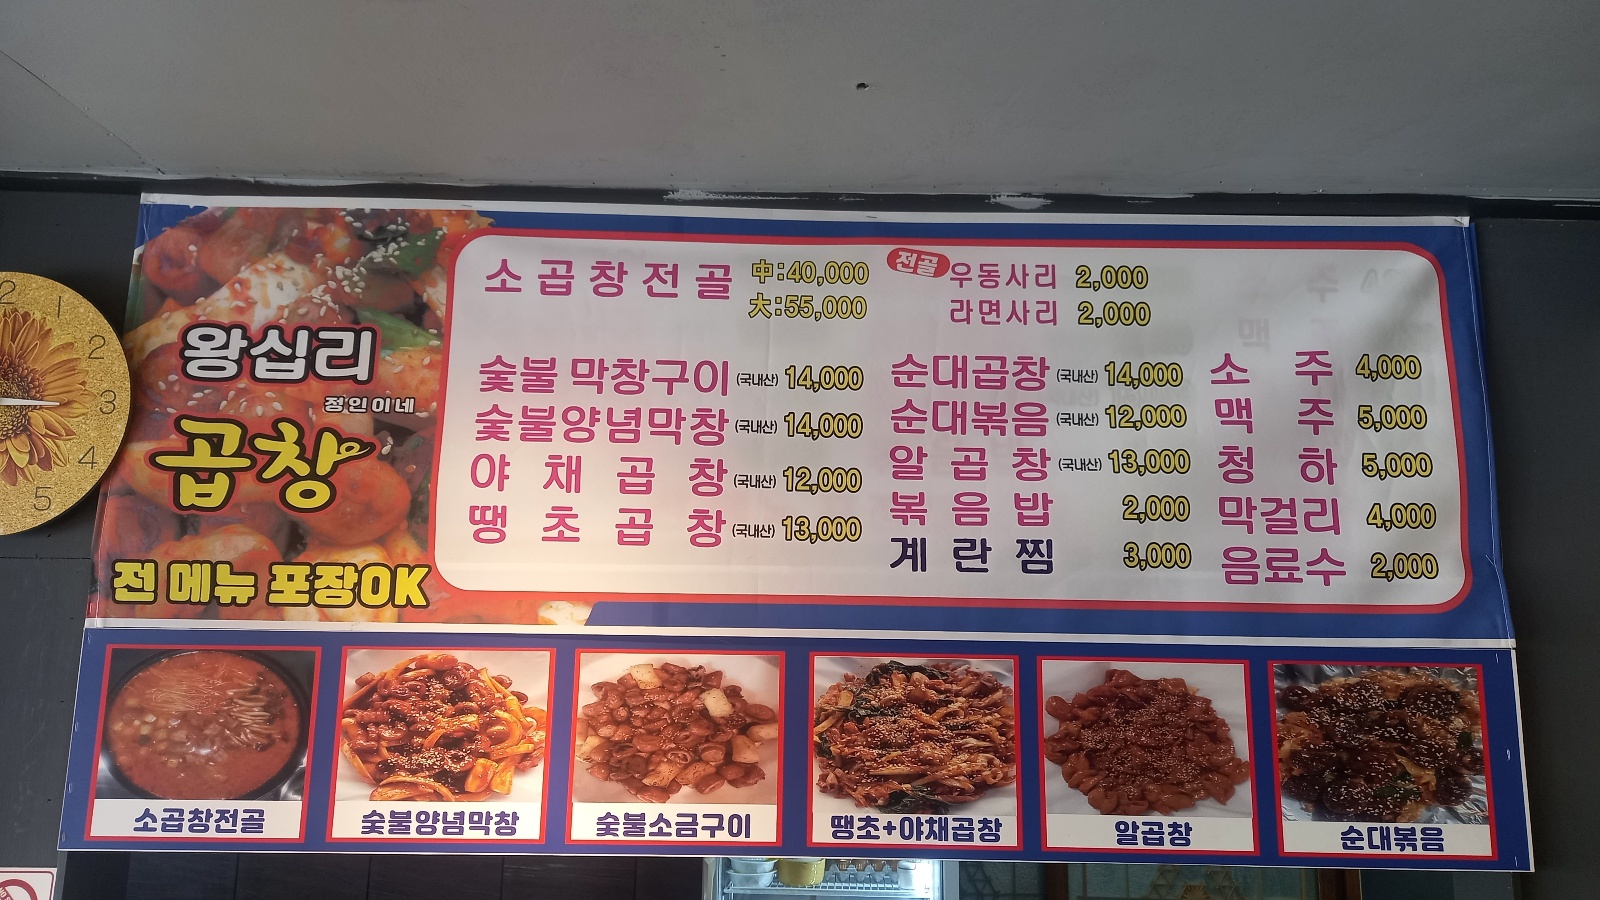 왕십리
정인이네
곱창
전 메뉴 포장OK
소곱창전골 中:40,000
大:55,000
전골 우동사리 2,000
라면사리 2,000
숯불 막창구이 (국내산) 14,000
숯불양념막창 (국내산) 14,000
야채곱창 (국내산) 12,000
땡초곱창 (국내산) 13,000
순대곱창 (국내산) 14,000
순대볶음 (국내산) 12,000
알곱창 (국내산) 13,000
볶음밥 2,000
계란찜 3,000
소주 4,000
맥주 5,000
청하 5,000
막걸리 4,000
음료수 2,000
소곱창전골
숯불양념막창
숯불소금구이
땡초+야채곱창
알곱창
순대볶음
2
1
2
3
4
5